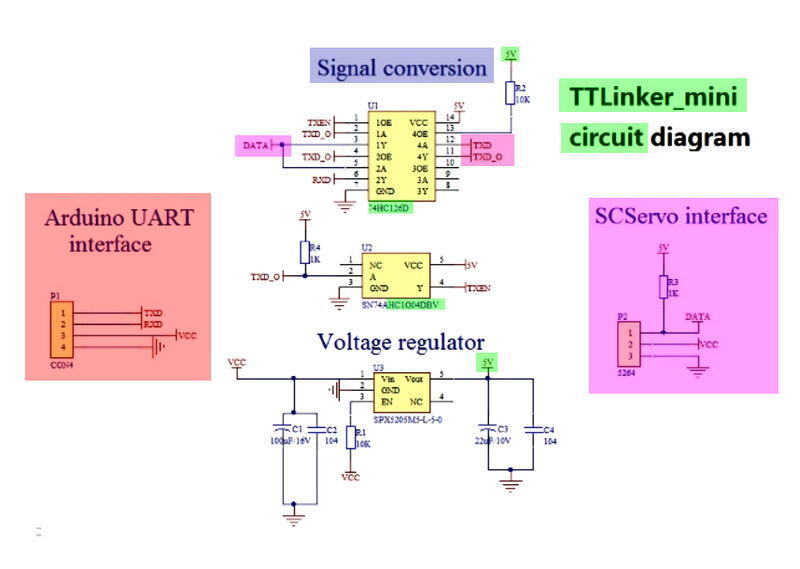 Signal conversion
5V
R2
10K
TTLinker_mini
circuit diagram
U1
5V
TXEN 1 1OE VCC 14
TXD_O 2 1A 4OE 13
DATA 3 1Y 4A 12 TXD
TXD_O 4 2OE 4Y 11 TXD_O
5 2A 3OE 10
RXD 6 2Y 3A 9
7 GND 3Y 8
74HC126D
Arduino UART
interface
P1
1 TXD
2 RXD
3 VCC
4
CON4
5V
R4
1K
U2
1 NC VCC 5 5V
TXD_O 2 A
3 GND Y 4 TXEN
SN74AHC1G04DBV
SCServo interface
5V
R3
1K
P2
DATA
1
2 VCC
3
5264
Voltage regulator
VCC
U3
5V
1 Vin Vout 5
2 GND
3 EN NC 4
SPX5205M5-L-5-0
C1
100uF/16V
C2
104
R1
10K
VCC
C3
22uF/10V
C4
104